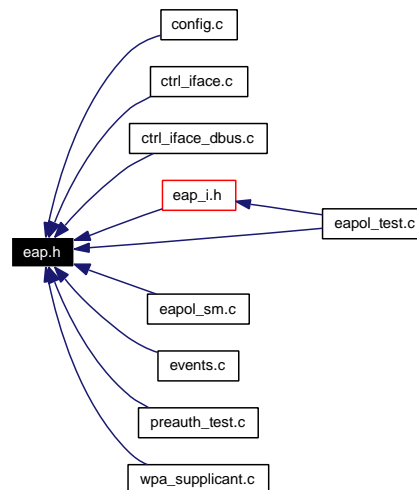 config.c
ctrl_iface.c
ctrl_iface_dbus.c
eap_i.h
eapol_test.c
eap.h
eapol_sm.c
events.c
preauth_test.c
wpa_supplicant.c